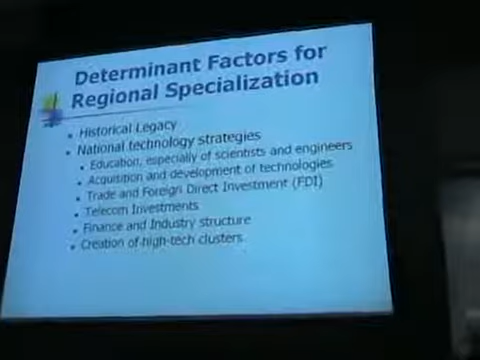 Determinant Factors for
Regional Specialization
Historical Legacy
National technology strategies
Education, especially of scientists and engineers
Acquisition and development of technologies
Trade and Foreign Direct Investment (FDI)
Telecom Investments
Finance and Industry structure
Creation of high-tech clusters